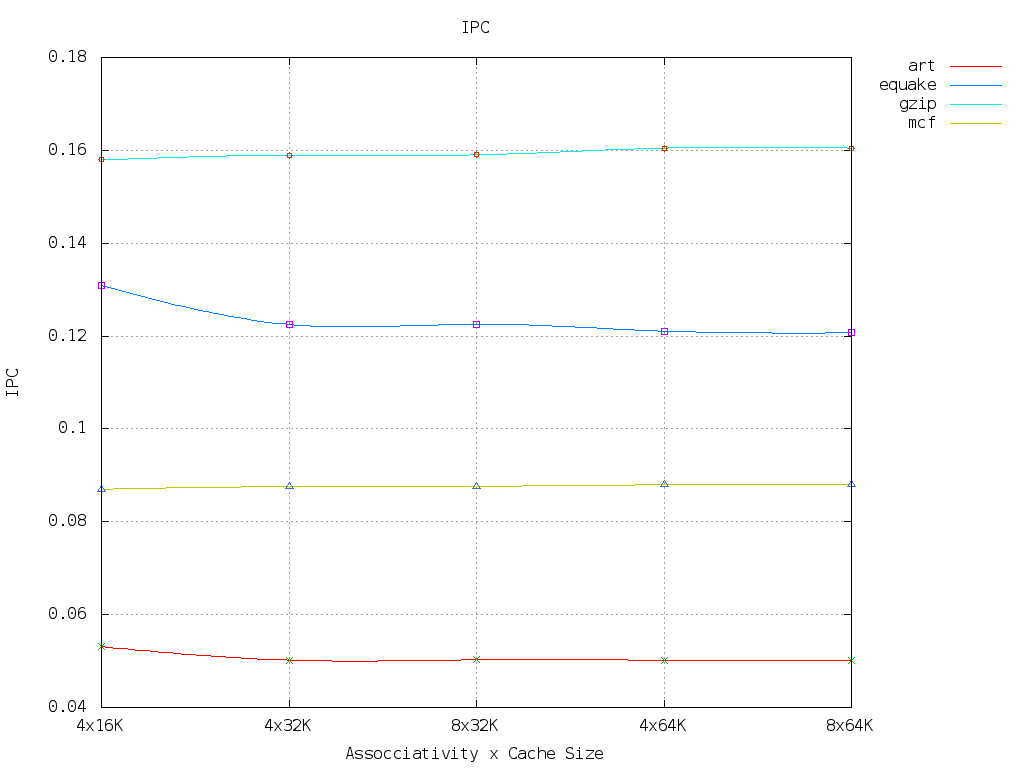 IPC
0.18
0.16
0.14
0.12
0.1
0.08
0.06
0.04
IPC
4x16K 4x32K 8x32K 4x64K 8x64K
Assocciativity x Cache Size
art
equake
gzip
mcf